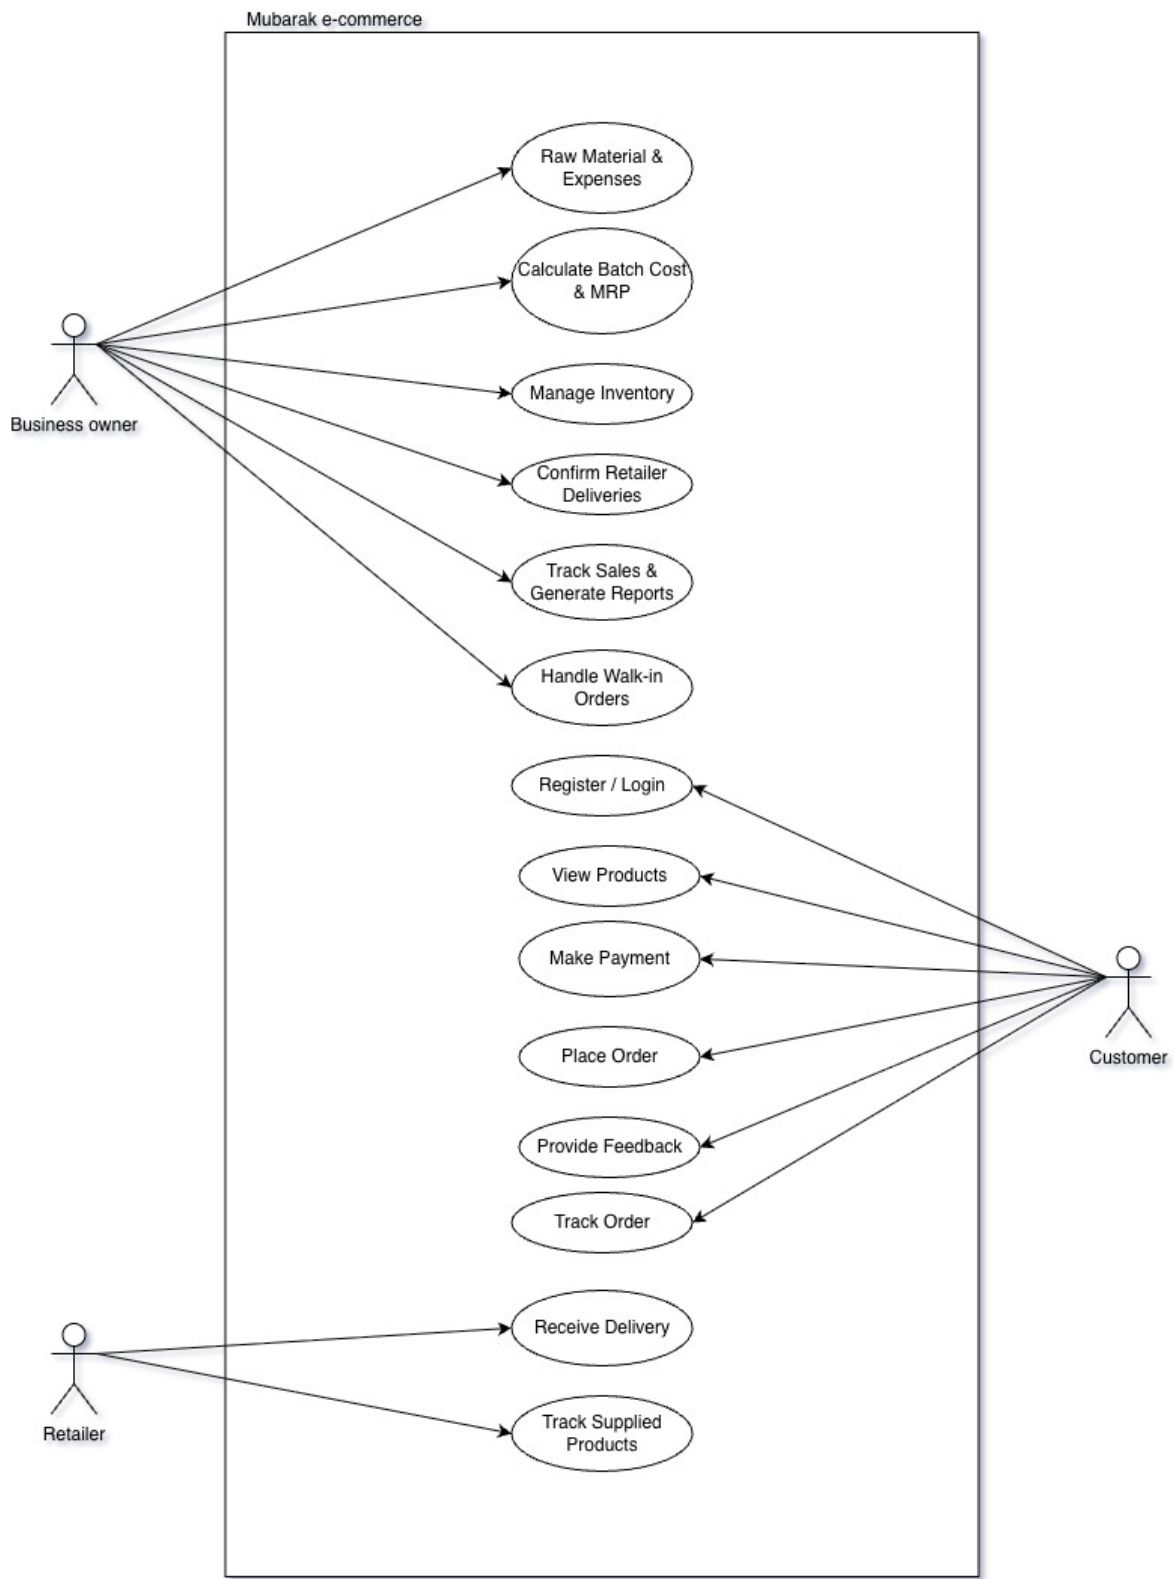 Mubarak e-commerce
Raw Material &
Expenses
Calculate Batch Cost
& MRP
Business owner
Manage Inventory
Confirm Retailer
Deliveries
Track Sales &
Generate Reports
Handle Walk-in
Orders
Register / Login
View Products
Make Payment
Customer
Place Order
Provide Feedback
Track Order
Receive Delivery
Retailer
Track Supplied
Products